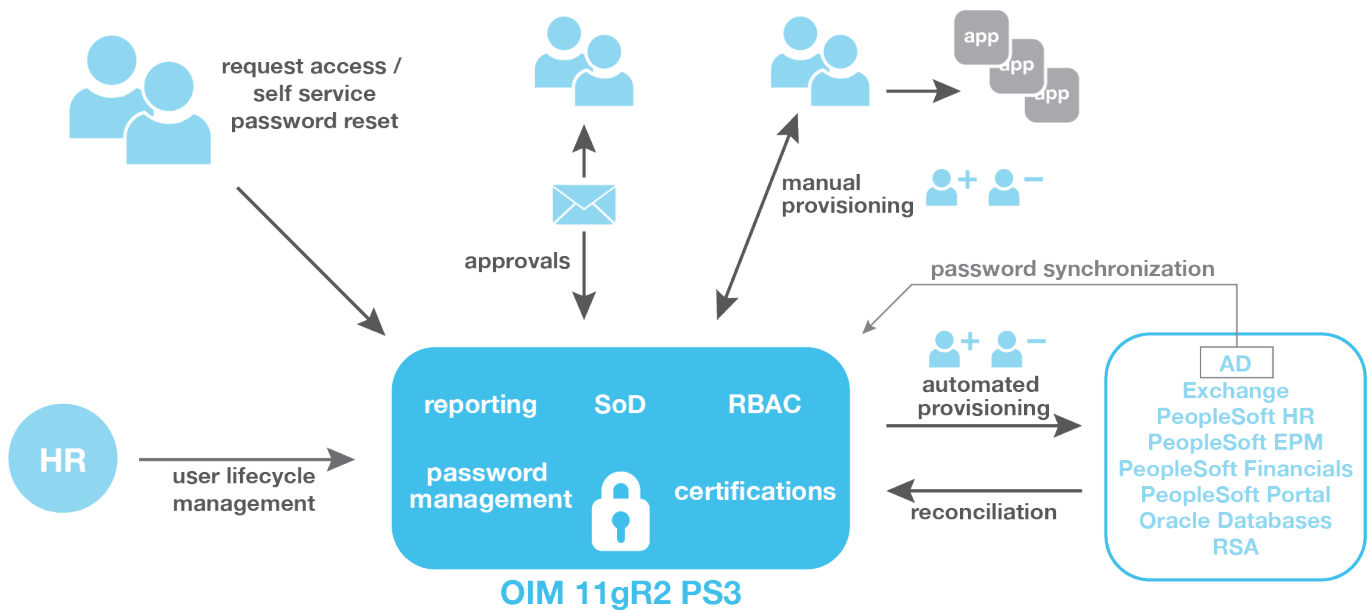 request access /
self service
password reset
app
app
app
manual
provisioning
approvals
password synchronization
automated
provisioning
reconciliation
HR
user lifecycle
management
reporting
SoD
RBAC
password
management
certifications
OIM 11gR2 PS3
AD
Exchange
PeopleSoft HR
PeopleSoft EPM
PeopleSoft Financials
PeopleSoft Portal
Oracle Databases
RSA